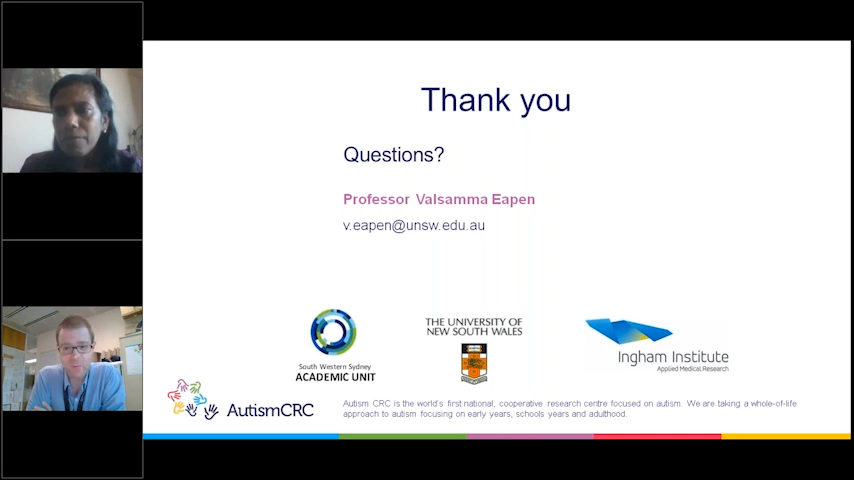 Thank you
Questions?
Professor Valsamma Eapen
v.eapen@unsw.edu.au
South Western Sydney
ACADEMIC UNIT
THE UNIVERSITY OF
NEW SOUTH WALES
Ingham Institute
Applied Medical Research
AutismCRC
Autism CRC is the world's first national, cooperative research centre focused on autism. We are taking a whole-of-life
approach to autism focusing on early years, schools years and adulthood.